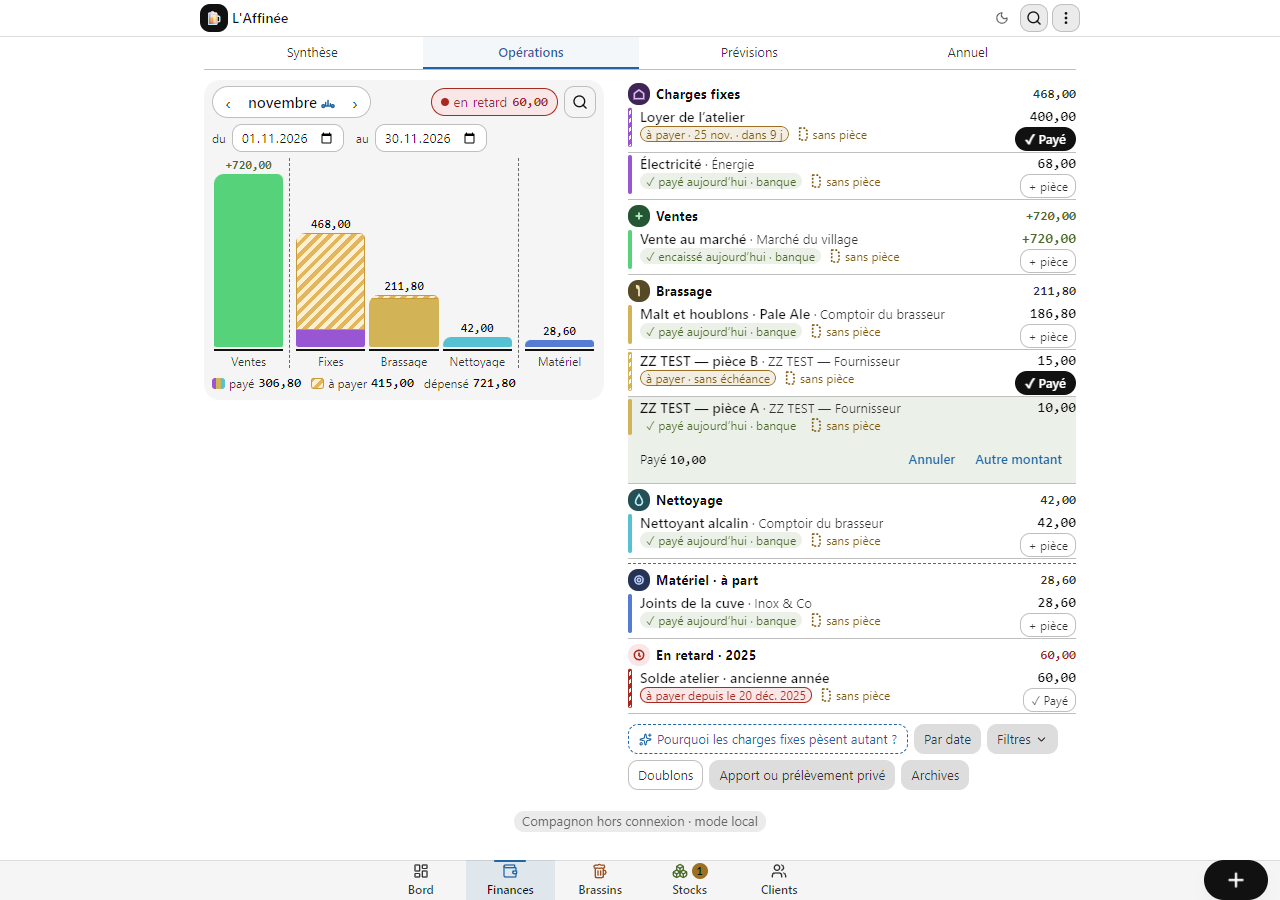 L'Affinée
Synthèse
Opérations
Prévisions
Annuel
‹ novembre ›
en retard 60,00
du 01.11.2026 au 30.11.2026
+720,00
468,00
211,80
42,00
28,60
Ventes
Fixes
Brassage
Nettoyage
Matériel
payé 306,80 à payer 415,00 dépensé 721,80
Charges fixes 468,00
Loyer de l’atelier 400,00
à payer · 25 nov. · dans 9 j sans pièce ✓ Payé
Électricité · Énergie 68,00
✓ payé aujourd’hui · banque sans pièce + pièce
Ventes +720,00
Vente au marché · Marché du village +720,00
✓ encaissé aujourd’hui · banque sans pièce + pièce
Brassage 211,80
Malt et houblons · Pale Ale · Comptoir du brasseur 186,80
✓ payé aujourd’hui · banque sans pièce + pièce
ZZ TEST — pièce B · ZZ TEST — Fournisseur 15,00
à payer · sans échéance sans pièce ✓ Payé
ZZ TEST — pièce A · ZZ TEST — Fournisseur 10,00
✓ payé aujourd’hui · banque sans pièce
Payé 10,00 Annuler Autre montant
Nettoyage 42,00
Nettoyant alcalin · Comptoir du brasseur 42,00
✓ payé aujourd’hui · banque sans pièce + pièce
Matériel · à part 28,60
Joints de la cuve · Inox & Co 28,60
✓ payé aujourd’hui · banque sans pièce + pièce
En retard · 2025 60,00
Solde atelier · ancienne année 60,00
à payer depuis le 20 déc. 2025 sans pièce ✓ Payé
Pourquoi les charges fixes pèsent autant ? Par date Filtres
Doublons Apport ou prélèvement privé Archives
Compagnon hors connexion · mode local
Bord
Finances
Brassins
Stocks 1
Clients
+